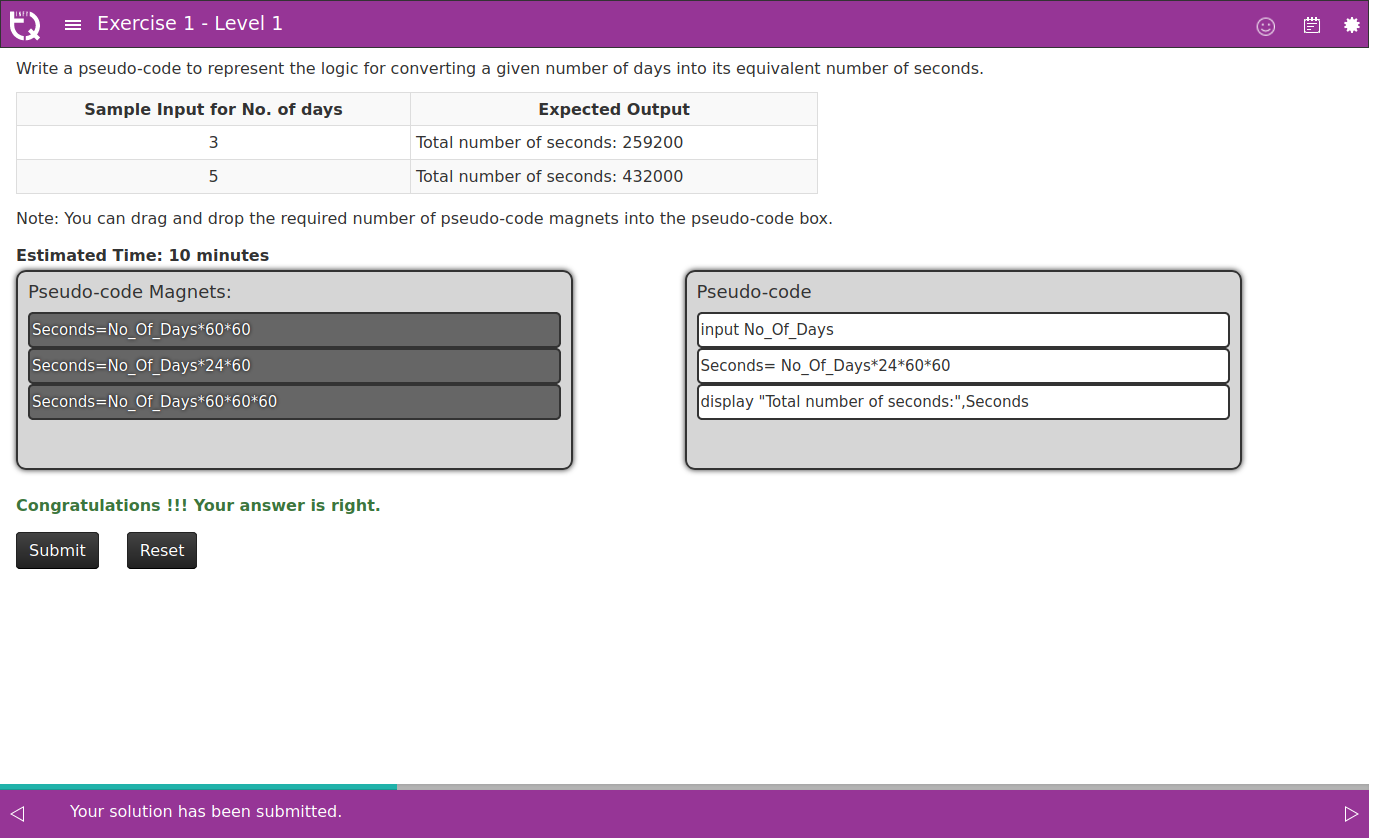 Exercise 1 - Level 1
Write a pseudo-code to represent the logic for converting a given number of days into its equivalent number of seconds.
Sample Input for No. of days Expected Output
3 Total number of seconds: 259200
5 Total number of seconds: 432000
Note: You can drag and drop the required number of pseudo-code magnets into the pseudo-code box.
Estimated Time: 10 minutes
Pseudo-code Magnets:
Seconds=No_Of_Days*60*60
Seconds=No_Of_Days*24*60
Seconds=No_Of_Days*60*60*60
Pseudo-code
input No_Of_Days
Seconds= No_Of_Days*24*60*60
display "Total number of seconds:",Seconds
Congratulations !!! Your answer is right.
Submit Reset
Your solution has been submitted.